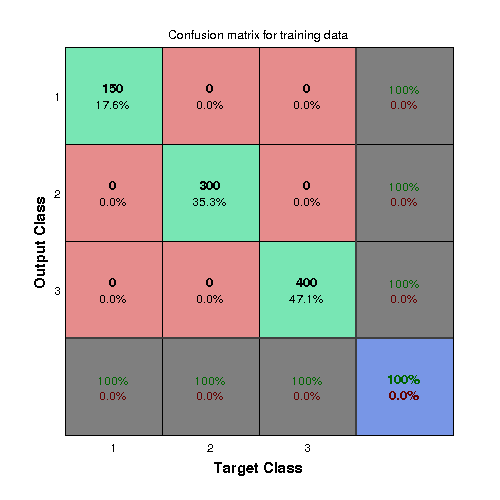 Confusion matrix for training data
150 0 0 100%
1
17.6% 0.0% 0.0% 0.0%
0 300 0 100%
2
0.0% 35.3% 0.0% 0.0%
0 0 400 100%
3
0.0% 0.0% 47.1% 0.0%
100% 100% 100% 100%
0.0% 0.0% 0.0% 0.0%
1 2 3
Target Class
Output Class